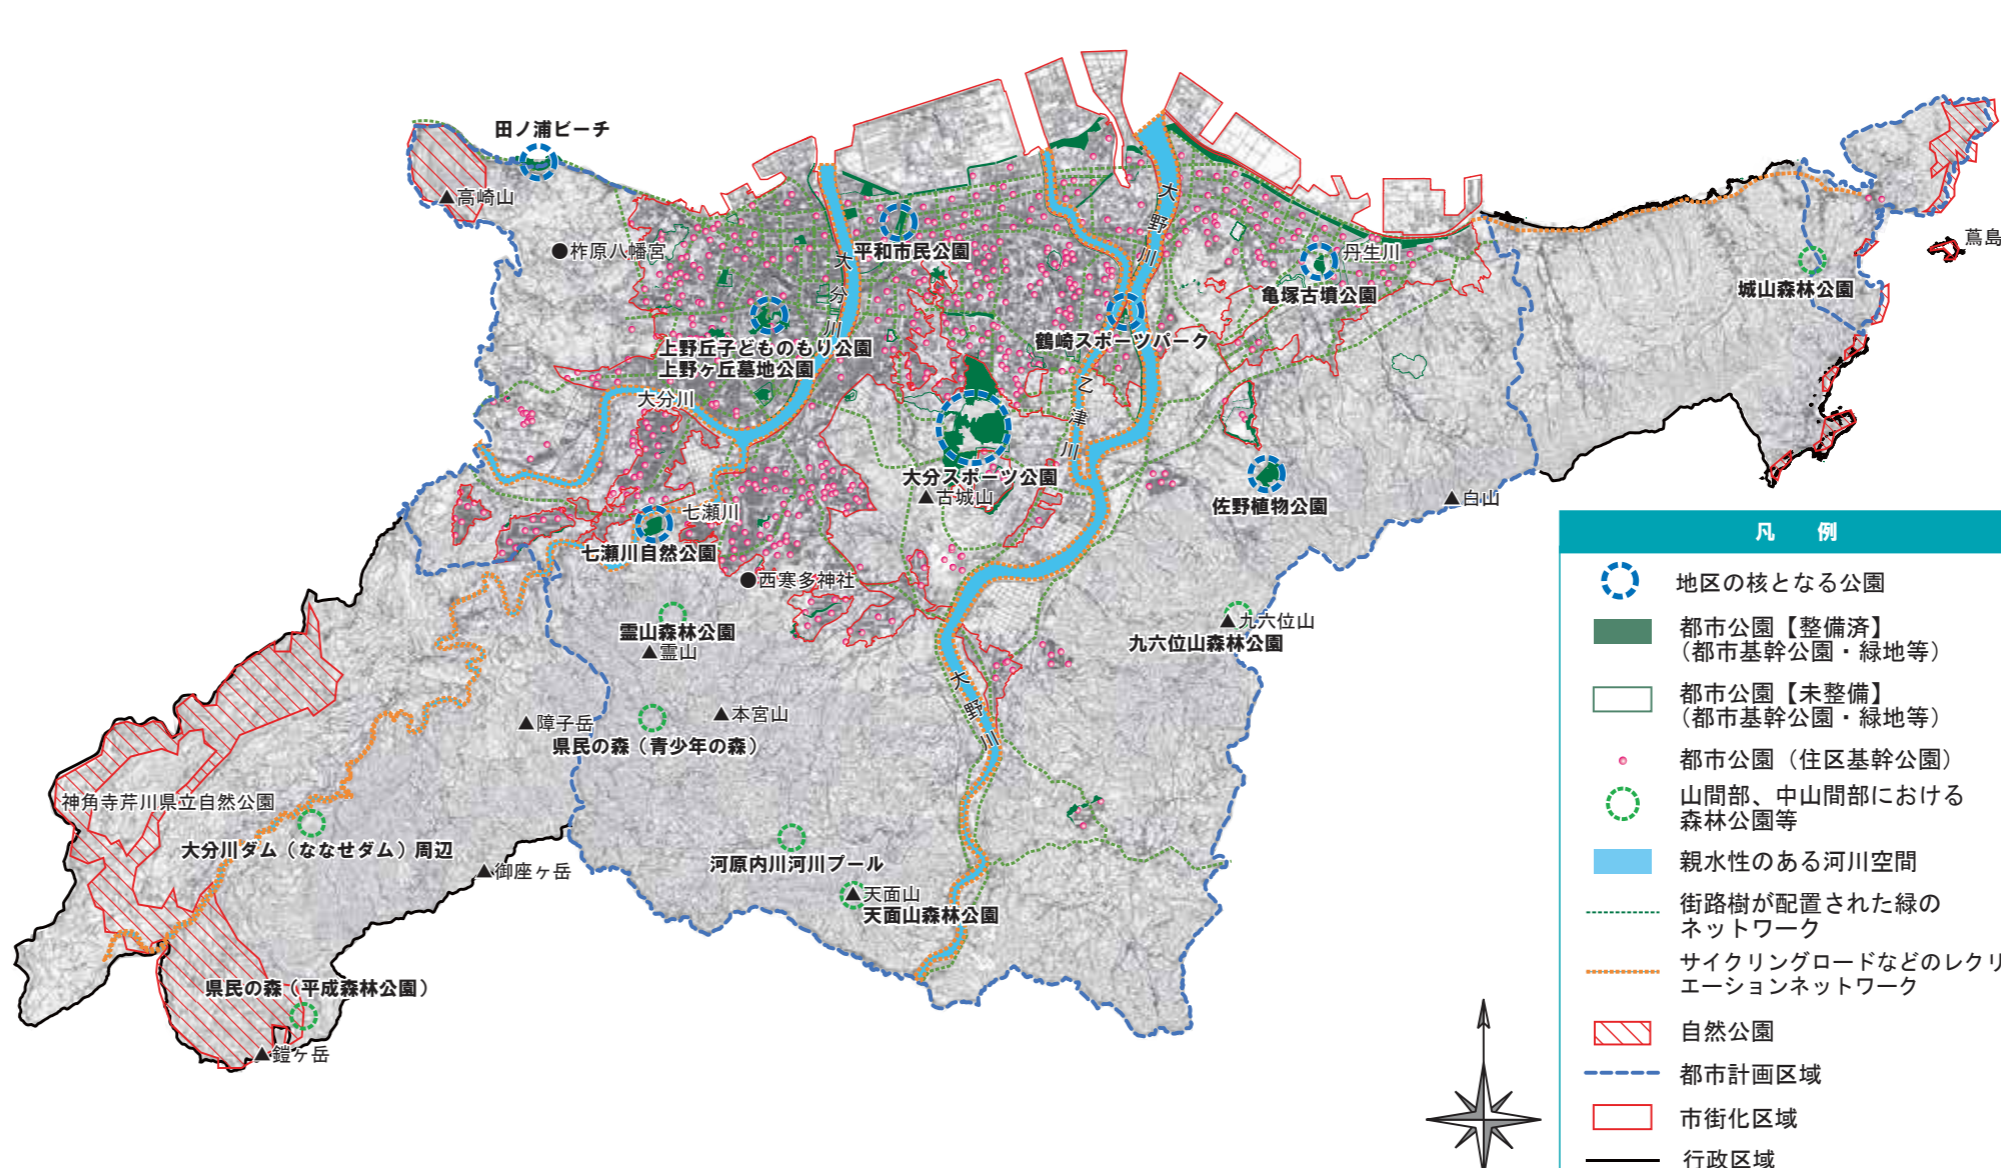 田ノ浦ビーチ
▲高崎山
●柞原八幡宮
平和市民公園
大分川
大野川
丹生川
亀塚古墳公園
蔦島
城山森林公園
上野丘子どものもり公園
上野ヶ丘墓地公園
鶴崎スポーツパーク
大分川
乙津川
大分スポーツ公園
▲古城山
佐野植物公園
▲白山
七瀬川
七瀬川自然公園
●西寒多神社
霊山森林公園
▲霊山
▲九六位山
九六位山森林公園
大野川
▲障子岳
▲本宮山
県民の森（青少年の森）
神角寺芹川県立自然公園
大分川ダム（ななせダム）周辺
▲御座ヶ岳
河原内川河川プール
▲天面山
天面山森林公園
県民の森（平成森林公園）
▲鎧ヶ岳
凡　例
地区の核となる公園
都市公園【整備済】
（都市基幹公園・緑地等）
都市公園【未整備】
（都市基幹公園・緑地等）
都市公園（住区基幹公園）
山間部、中山間部における
森林公園等
親水性のある河川空間
街路樹が配置された緑の
ネットワーク
サイクリングロードなどのレクリ
エーションネットワーク
自然公園
都市計画区域
市街化区域
行政区域